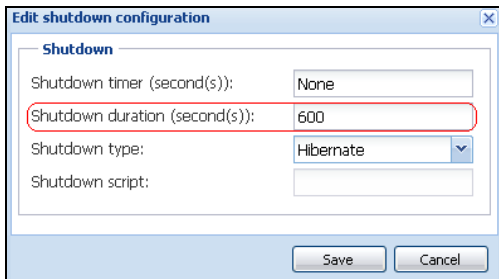 Edit shutdown configuration
Shutdown
Shutdown timer (second(s)): None
Shutdown duration (second(s)): 600
Shutdown type: Hibernate
Shutdown script:
Save Cancel